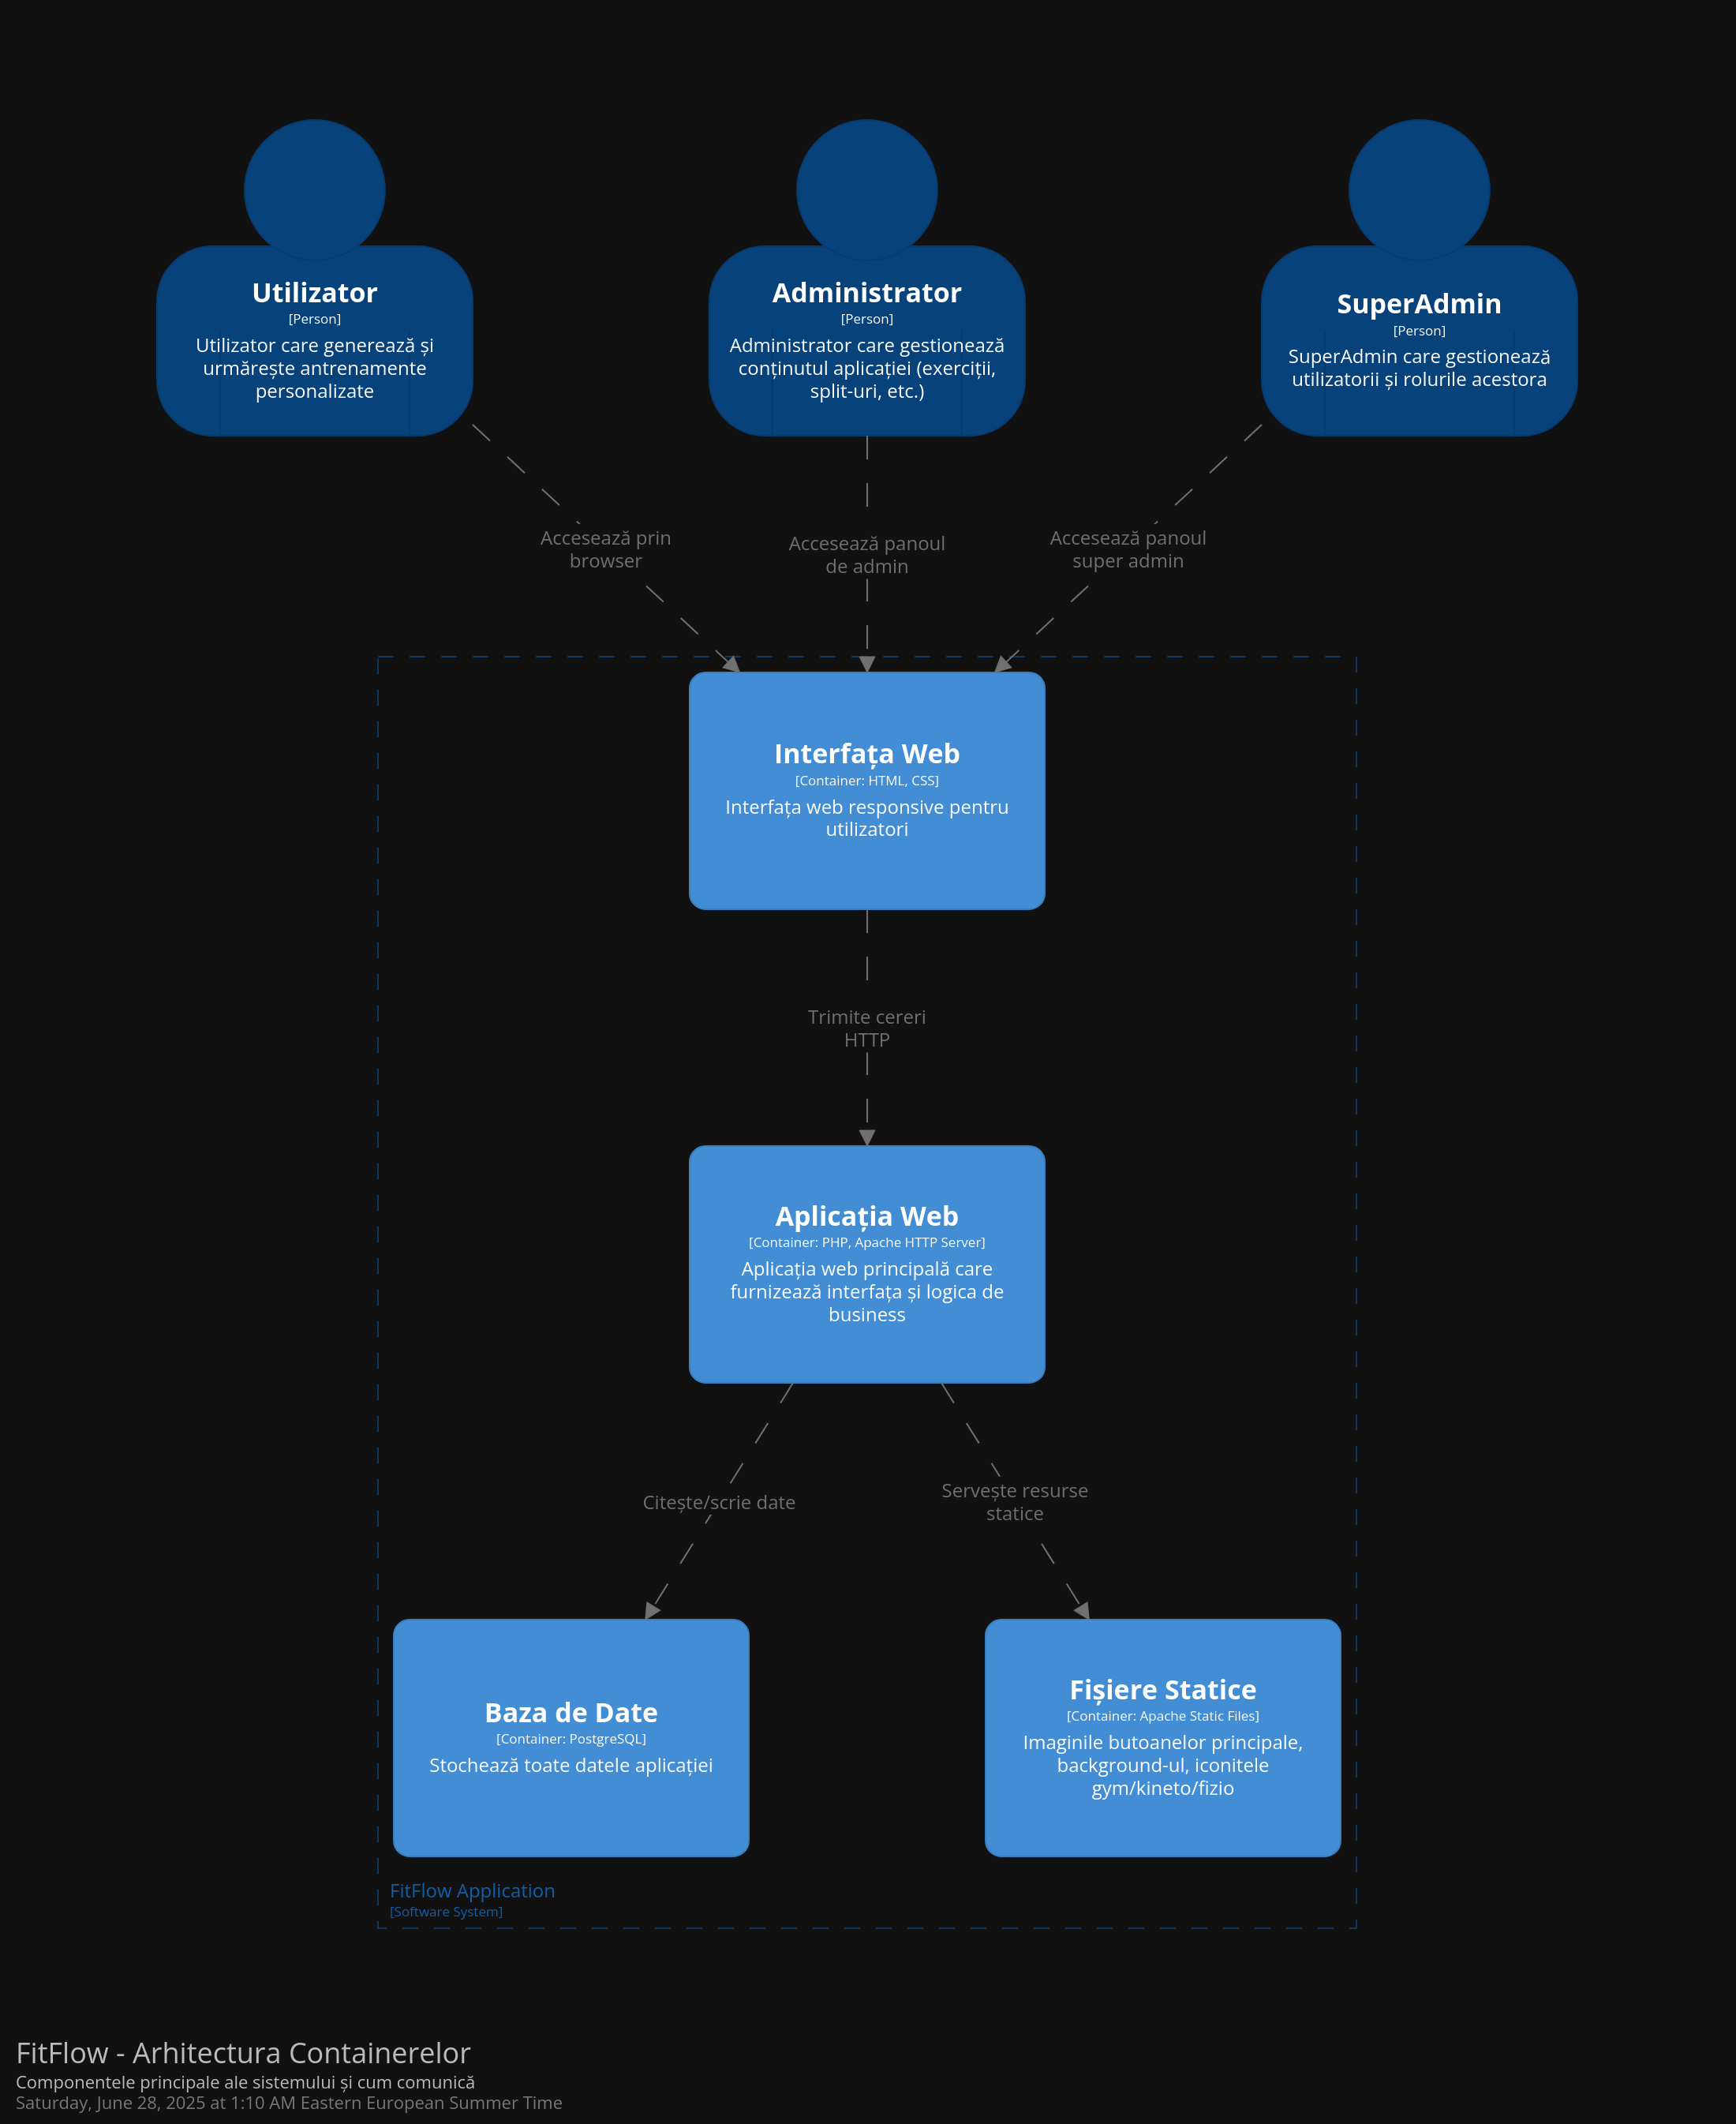 Utilizator
[Person]
Utilizator care generează și
urmărește antrenamente
personalizate
Administrator
[Person]
Administrator care gestionează
conținutul aplicației (exerciții,
split-uri, etc.)
SuperAdmin
[Person]
SuperAdmin care gestionează
utilizatorii și rolurile acestora
Accesează prin
browser
Accesează panoul
de admin
Accesează panoul
super admin
Interfața Web
[Container: HTML, CSS]
Interfața web responsive pentru
utilizatori
Trimite cereri
HTTP
Aplicația Web
[Container: PHP, Apache HTTP Server]
Aplicația web principală care
furnizează interfața și logica de
business
Citește/scrie date
Servește resurse
statice
Baza de Date
[Container: PostgreSQL]
Stochează toate datele aplicației
Fișiere Statice
[Container: Apache Static Files]
Imaginile butoanelor principale,
background-ul, iconitele
gym/kineto/fizio
FitFlow Application
[Software System]
FitFlow - Arhitectura Containerelor
Componentele principale ale sistemului și cum comunică
Saturday, June 28, 2025 at 1:10 AM Eastern European Summer Time